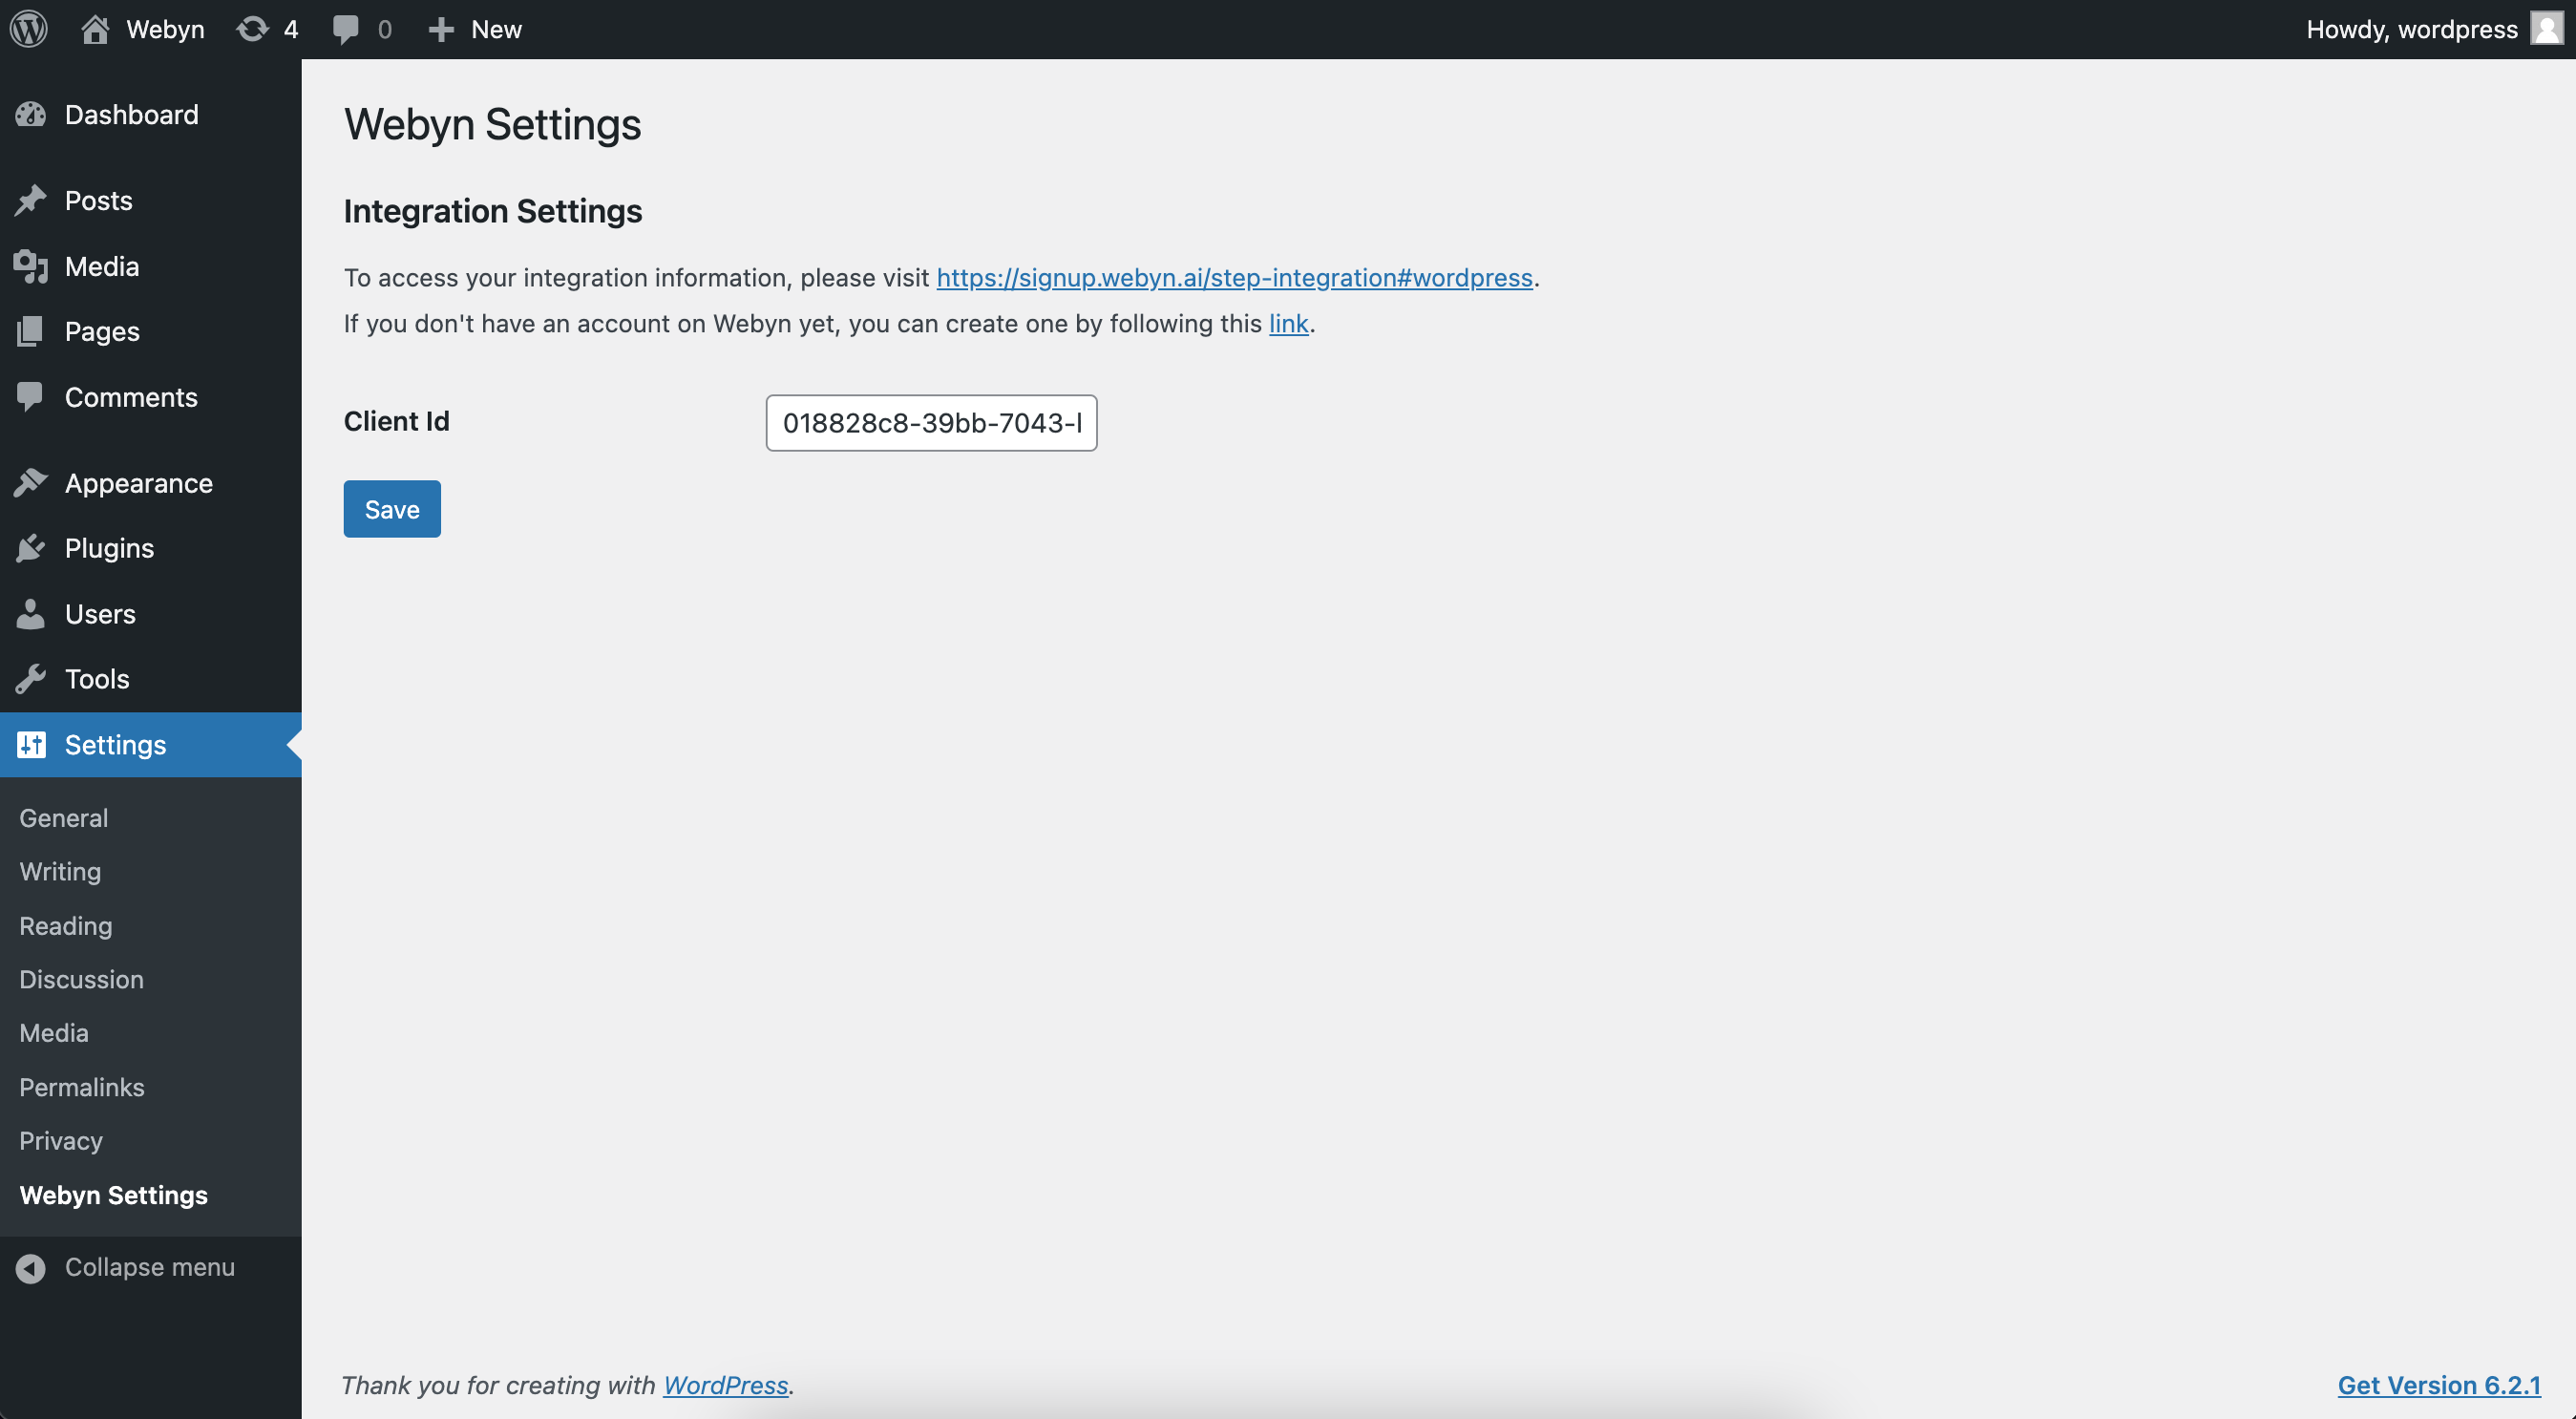 Webyn 4 0 New Howdy, wordpress
Dashboard
Posts
Media
Pages
Comments
Appearance
Plugins
Users
Tools
Settings
General
Writing
Reading
Discussion
Media
Permalinks
Privacy
Webyn Settings
Collapse menu
Webyn Settings
Integration Settings
To access your integration information, please visit https://signup.webyn.ai/step-integration#wordpress.
If you don't have an account on Webyn yet, you can create one by following this link.
Client Id 018828c8-39bb-7043-
Save
Thank you for creating with WordPress. Get Version 6.2.1